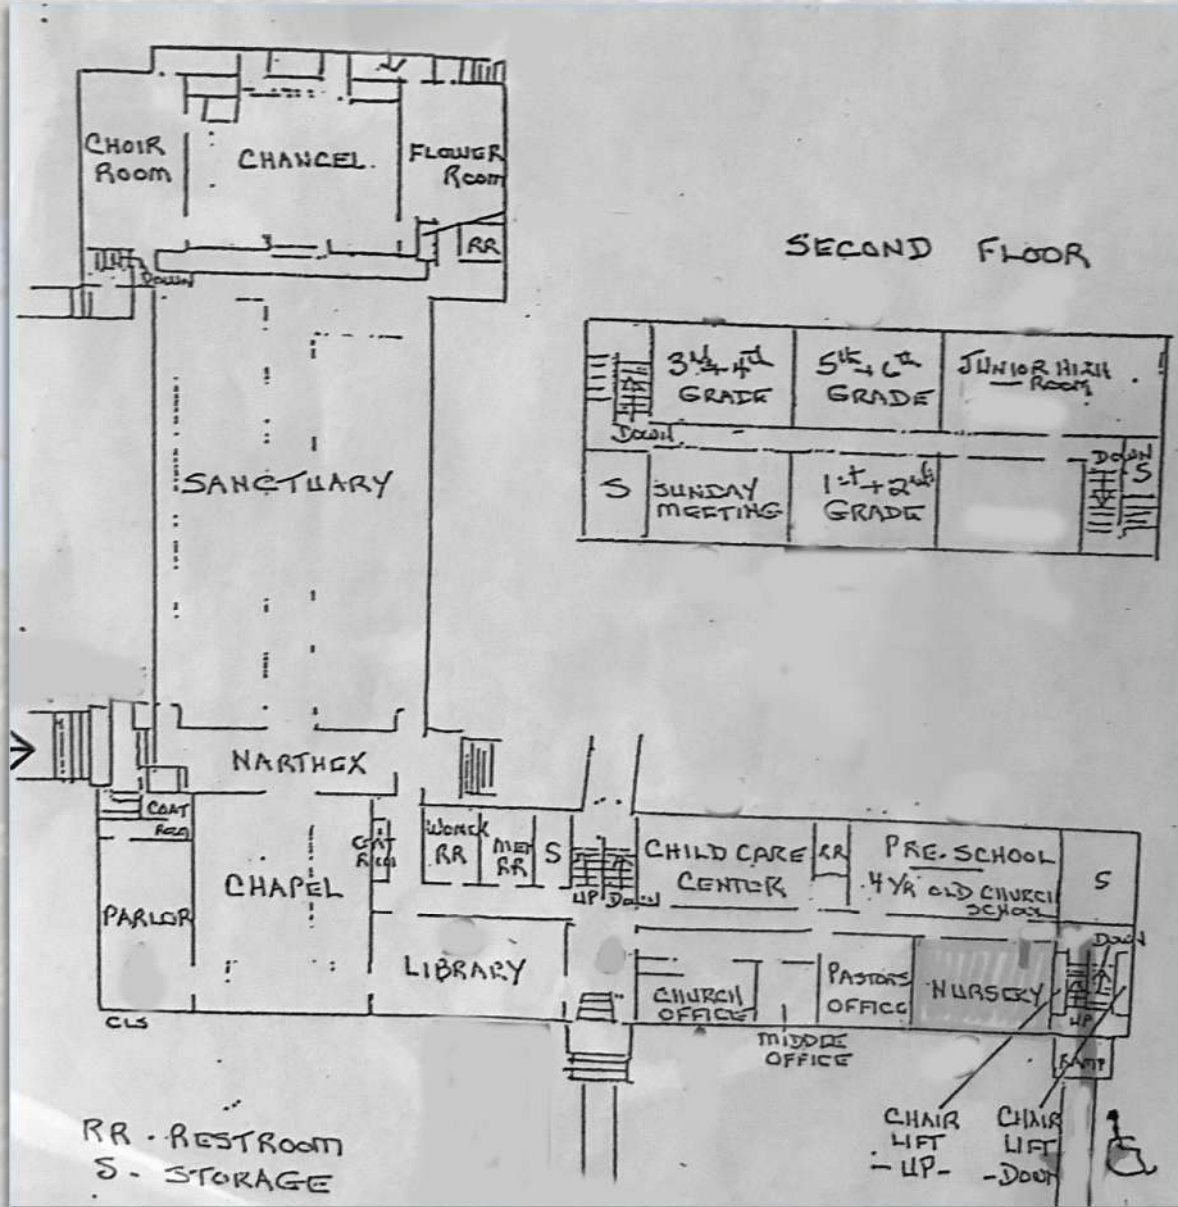 CHOIR
ROOM
CHANCEL.
FLOWER
Room
RR
DOWN
SECOND FLOOR
3rd + 4th
GRADE
5th + 6th
GRADE
JUNIOR HIGH
ROOM
DOWN
DOWN
S
S
SUNDAY
MEETING
1st + 2nd
GRADE
SANCTUARY
NARTHEX
COAT
RM
WOMEN
RR
MEN
RR
S
UP
DOWN
CHILD CARE
CENTER
RR
PRE-SCHOOL
4 YR OLD CHURCH
SCHOOL
S
CHAPEL
PARLOR
LIBRARY
CHURCH
OFFICE
MIDDLE
OFFICE
PASTORS
OFFICE
NURSERY
DOWN
UP
RAMP
CLS
CHAIR
LIFT
-UP-
CHAIR
LIFT
-DOWN
RR - RESTROOM
S - STORAGE